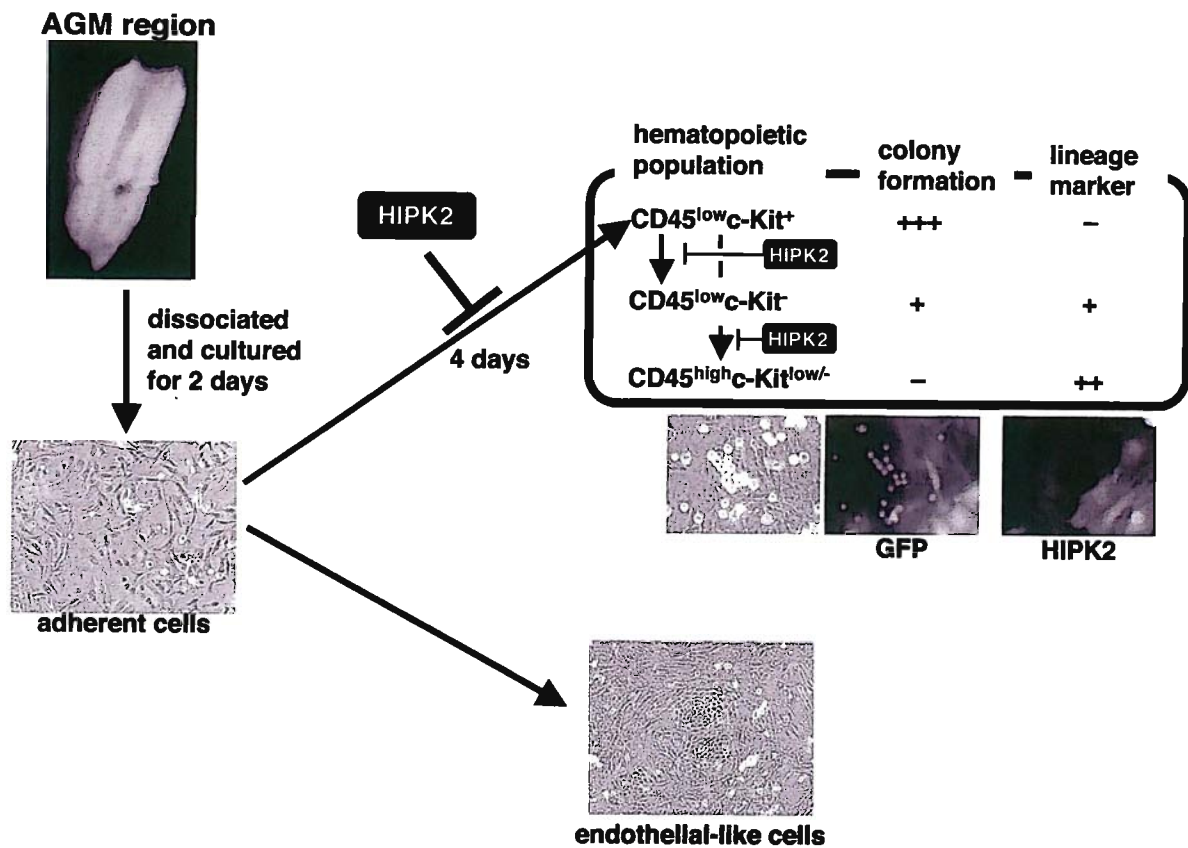 AGM region
dissociated
and cultured
for 2 days
adherent cells
HIPK2
4 days
hematopoietic
population
colony
formation
lineage
marker
CD45lowc-Kit+ +++ -
HIPK2
CD45lowc-Kit- + +
HIPK2
CD45highc-Kitlow/- - ++
GFP
HIPK2
endothelial-like cells